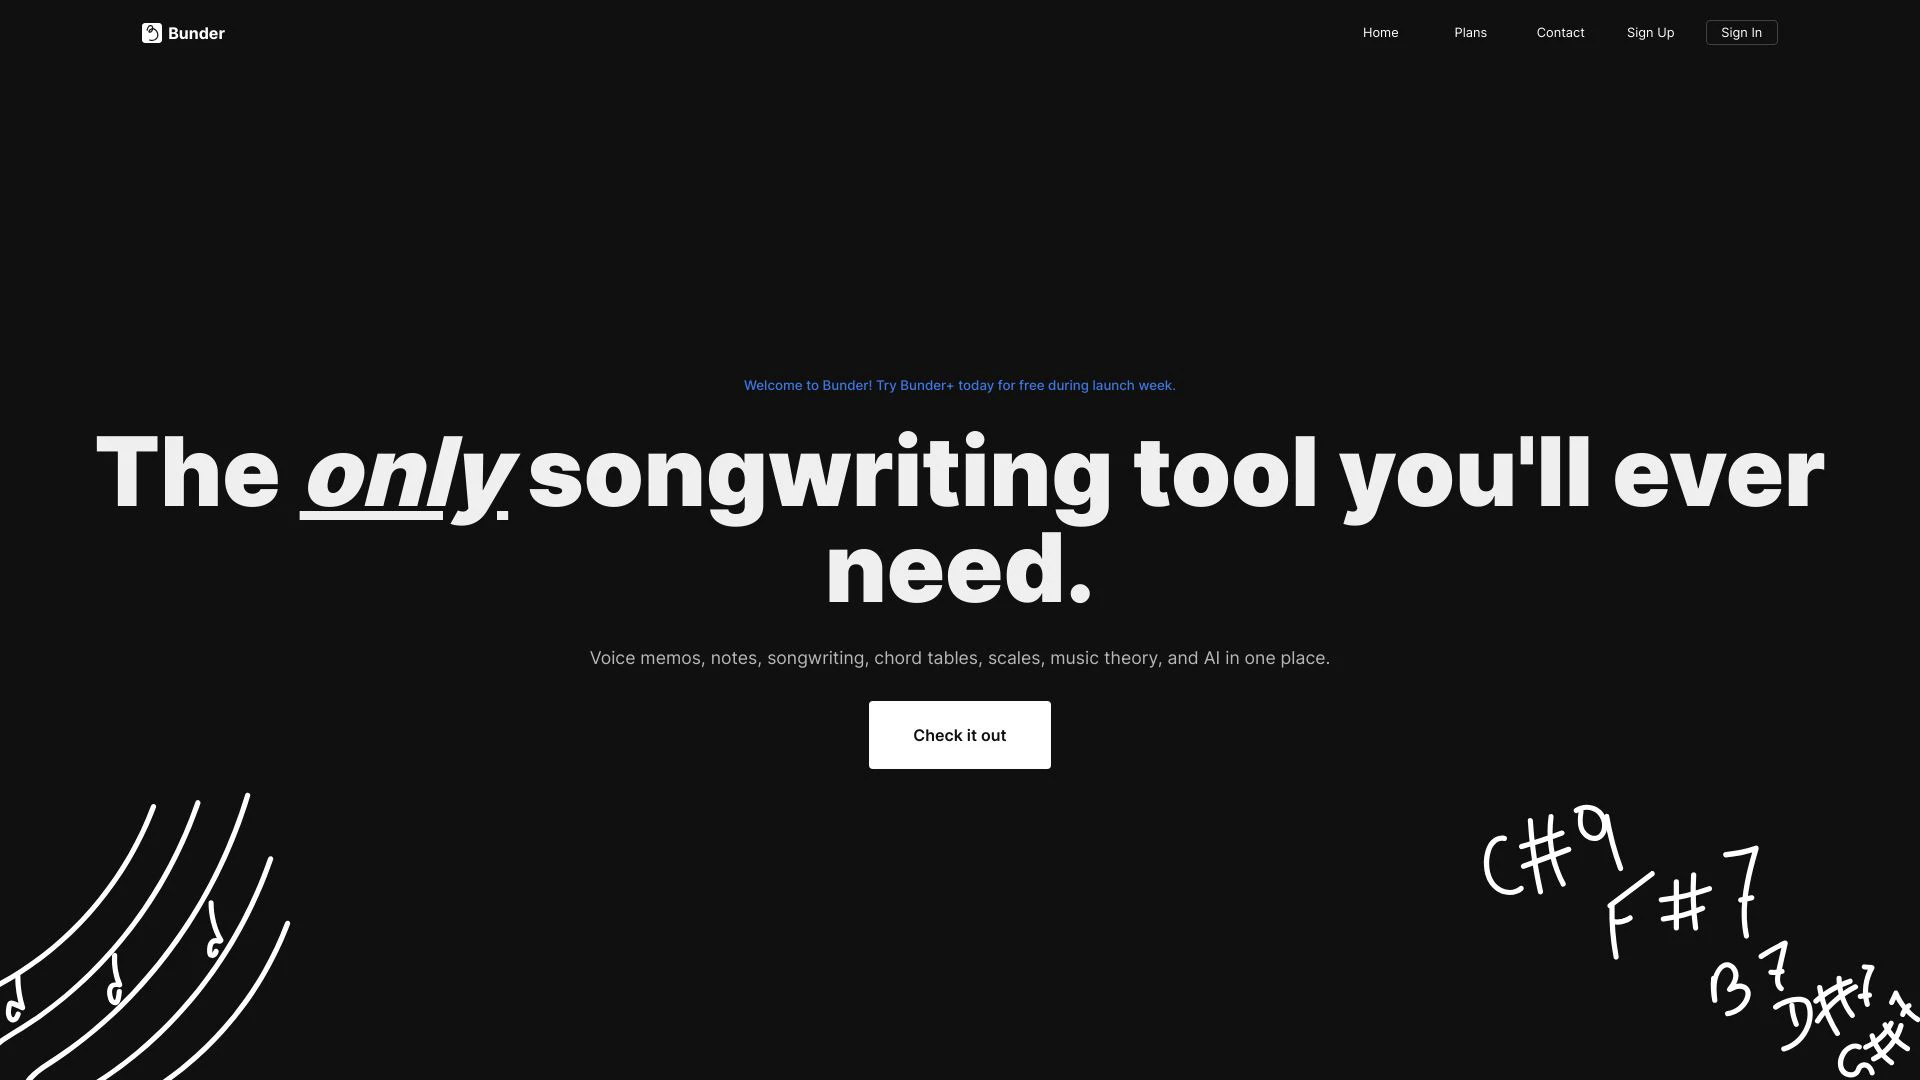 Bunder
Home
Plans
Contact
Sign Up
Sign In
Welcome to Bunder! Try Bunder+ today for free during launch week.
The only songwriting tool you'll ever
need.
Voice memos, notes, songwriting, chord tables, scales, music theory, and AI in one place.
Check it out
C#9
F#7
B7
D#7
G#7